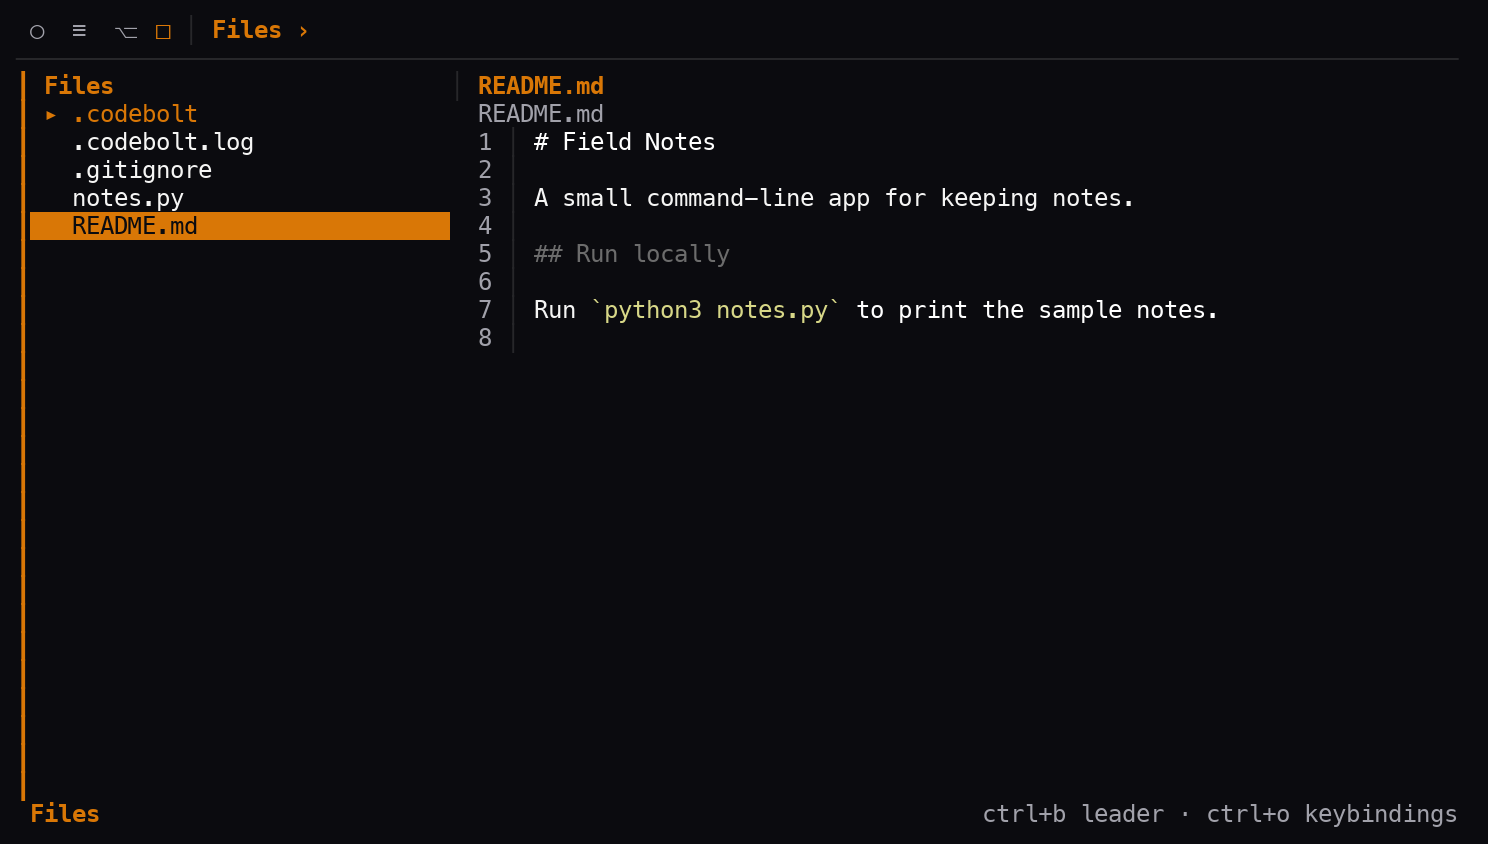 ○ ≡ ⌥ □ Files ›
Files
▸ .codebolt
.codebolt.log
.gitignore
notes.py
README.md
README.md
README.md
1 # Field Notes
2
3 A small command-line app for keeping notes.
4
5 ## Run locally
6
7 Run `python3 notes.py` to print the sample notes.
8
Files
ctrl+b leader · ctrl+o keybindings